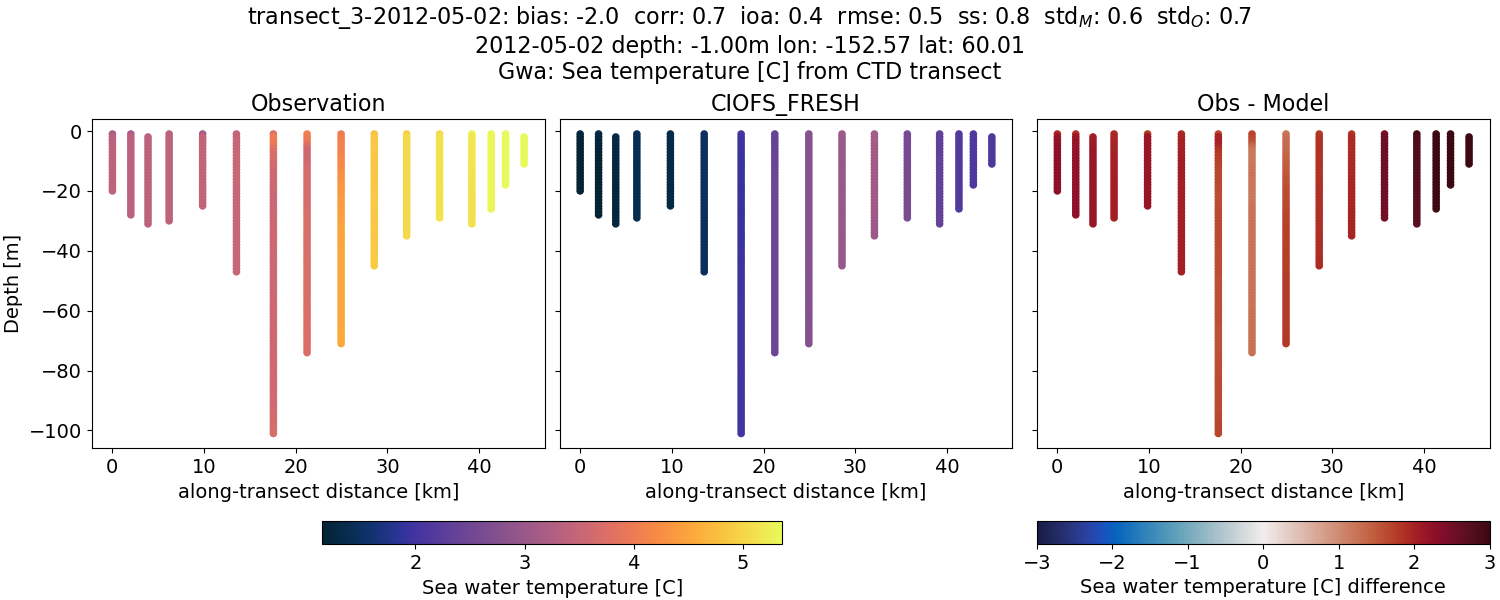 transect_3-2012-05-02: bias: -2.0 corr: 0.7 ioa: 0.4 rmse: 0.5 ss: 0.8 std_M: 0.6 std_O: 0.7
2012-05-02 depth: -1.00m lon: -152.57 lat: 60.01
Gwa: Sea temperature [C] from CTD transect
Observation
CIOFS_FRESH
Obs - Model
Depth [m]
0
−20
−40
−60
−80
−100
0 10 20 30 40
0 10 20 30 40
0 10 20 30 40
along-transect distance [km]
along-transect distance [km]
along-transect distance [km]
2 3 4 5
Sea water temperature [C]
−3 −2 −1 0 1 2 3
Sea water temperature [C] difference